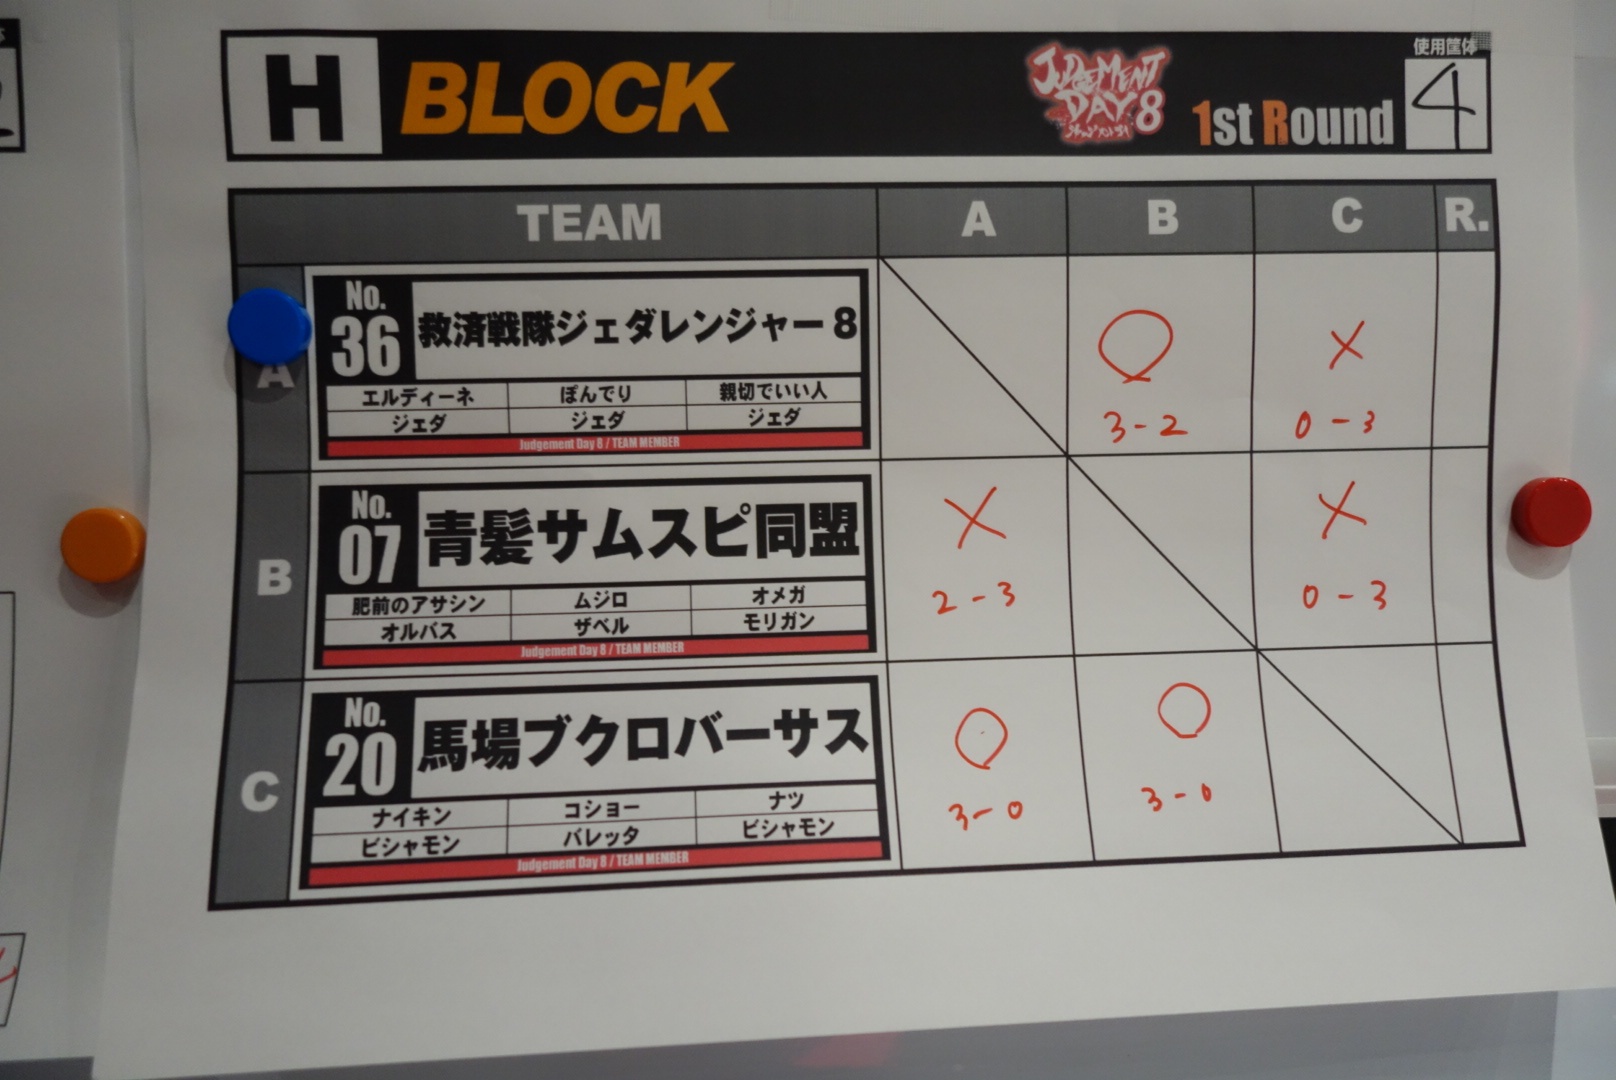 H BLOCK
JUDGEMENT
DAY 8
1st Round
使用筐体
4
TEAM A B C R.
A
No.
36
救済戦隊ジェダレンジャー8
エルディーネ ぽんでり 親切でいい人
ジェダ ジェダ ジェダ
Judgement Day 8 / TEAM MEMBER
○ ×
3-2 0-3
B
No.
07
青髪サムスピ同盟
肥前のアサシン ムジロ オメガ
オルバス ザベル モリガン
Judgement Day 8 / TEAM MEMBER
× ×
2-3 0-3
C
No.
20
馬場ブクロバーサス
ナイキン コショー ナツ
ビシャモン バレッタ ビシャモン
Judgement Day 8 / TEAM MEMBER
○ ○
3-0 3-0